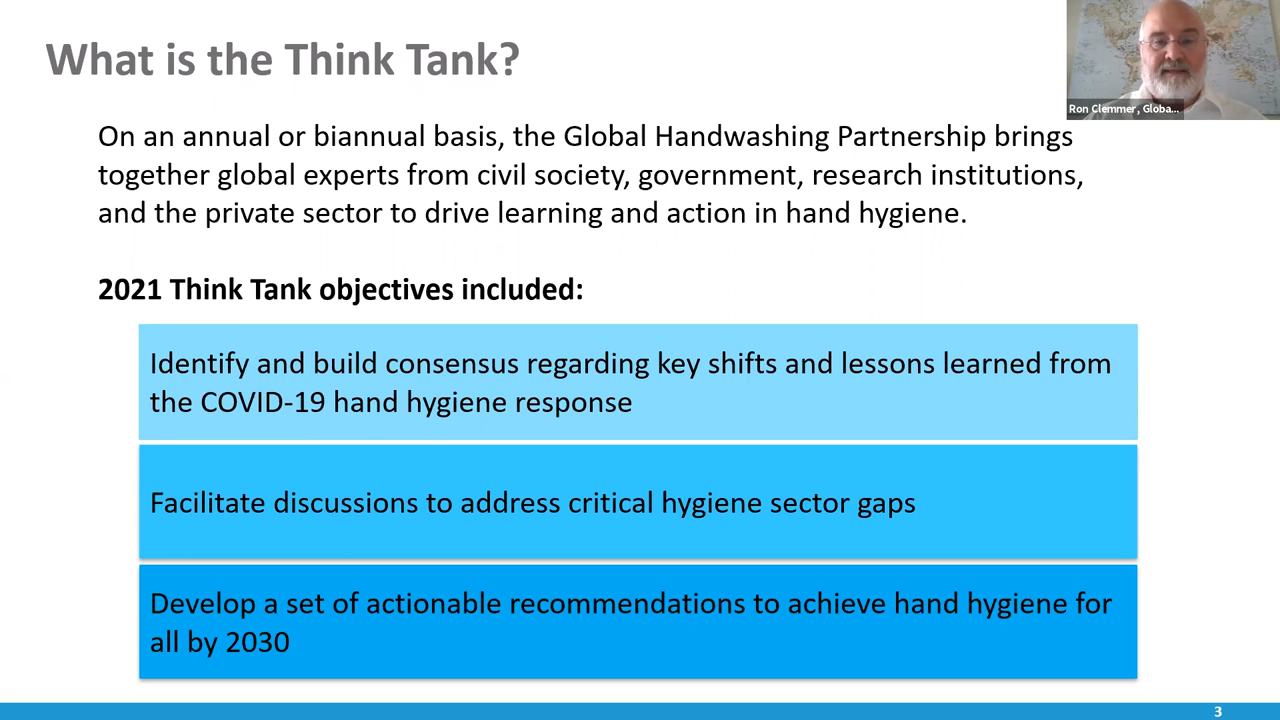 What is the Think Tank?
Ron Clemmer, Globa...
On an annual or biannual basis, the Global Handwashing Partnership brings
together global experts from civil society, government, research institutions,
and the private sector to drive learning and action in hand hygiene.
2021 Think Tank objectives included:
Identify and build consensus regarding key shifts and lessons learned from
the COVID-19 hand hygiene response
Facilitate discussions to address critical hygiene sector gaps
Develop a set of actionable recommendations to achieve hand hygiene for
all by 2030
3